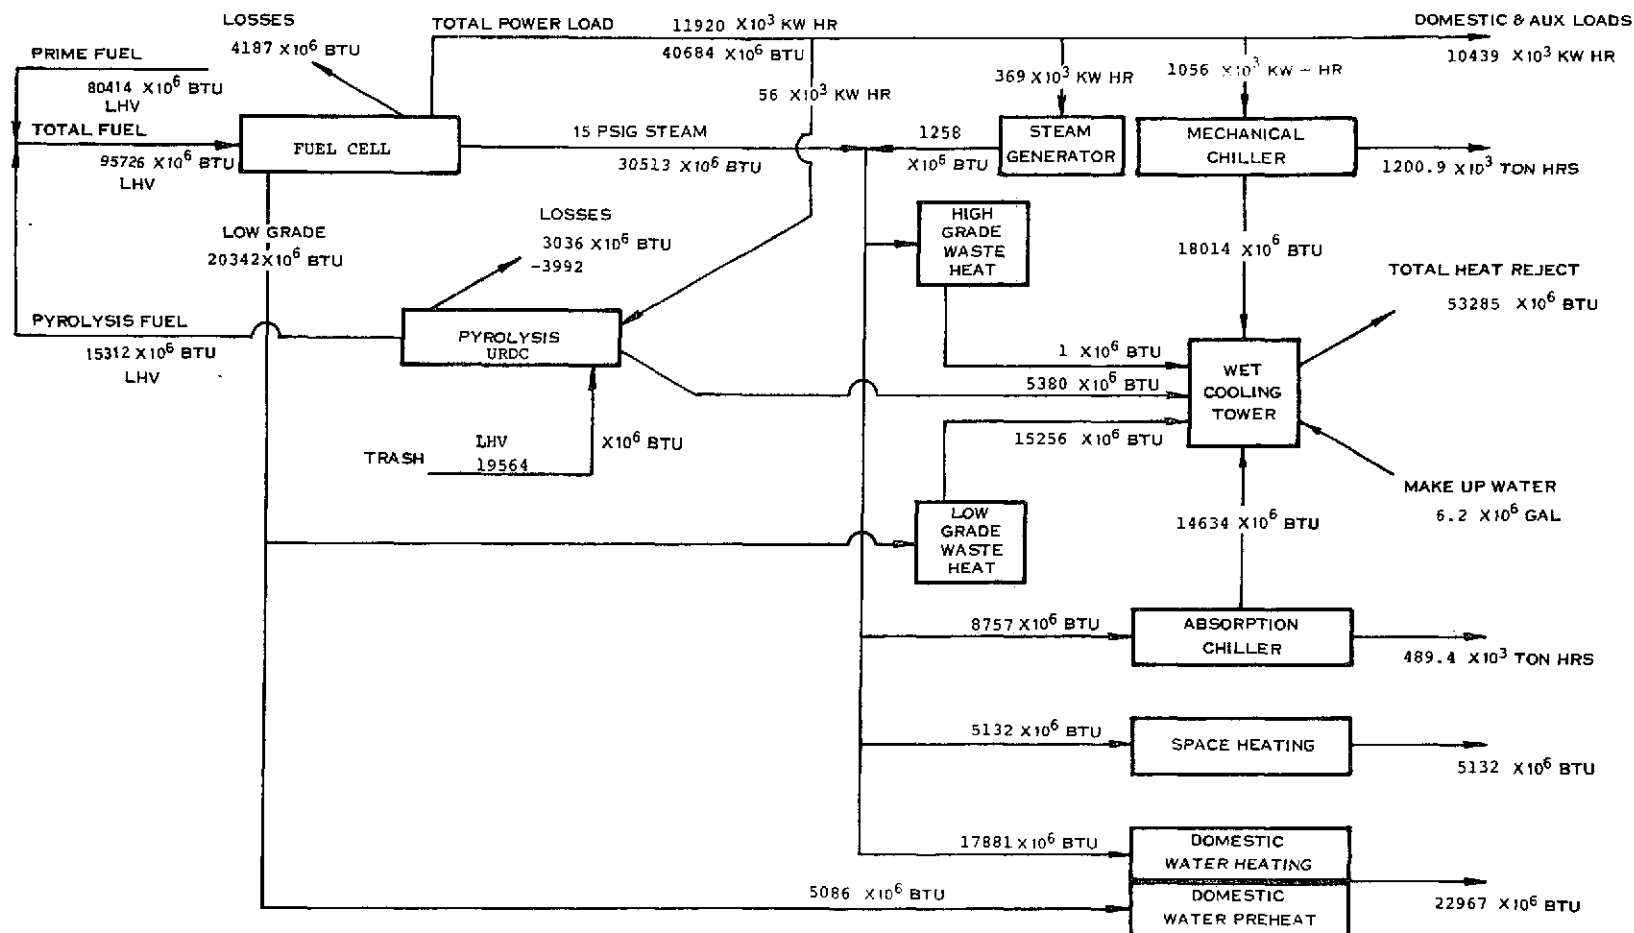 LOSSES
4187 X10⁶ BTU
TOTAL POWER LOAD
11920 X10³ KW HR
40684 X10⁶ BTU
DOMESTIC & AUX LOADS
10439 X10³ KW HR
PRIME FUEL
80414 X10⁶ BTU
LHV
TOTAL FUEL
95726 X10⁶ BTU
LHV
FUEL CELL
56 X10³ KW HR
369 X10³ KW HR
1056 X10³ KW - HR
15 PSIG STEAM
30513 X10⁶ BTU
1258
X10⁶ BTU
STEAM
GENERATOR
MECHANICAL
CHILLER
1200.9 X10³ TON HRS
LOW GRADE
20342 X10⁶ BTU
LOSSES
3036 X10⁶ BTU
-3992
HIGH
GRADE
WASTE
HEAT
18014 X10⁶ BTU
TOTAL HEAT REJECT
53285 X10⁶ BTU
PYROLYSIS FUEL
15312 X10⁶ BTU
LHV
PYROLYSIS
URDC
1 X10⁶ BTU
5380 X10⁶ BTU
15256 X10⁶ BTU
WET
COOLING
TOWER
TRASH
LHV
19564
X10⁶ BTU
MAKE UP WATER
6.2 X10⁶ GAL
LOW
GRADE
WASTE
HEAT
14634 X10⁶ BTU
8757 X10⁶ BTU
ABSORPTION
CHILLER
489.4 X10³ TON HRS
5132 X10⁶ BTU
SPACE HEATING
5132 X10⁶ BTU
17881 X10⁶ BTU
DOMESTIC
WATER HEATING
5086 X10⁶ BTU
DOMESTIC
WATER PREHEAT
22967 X10⁶ BTU